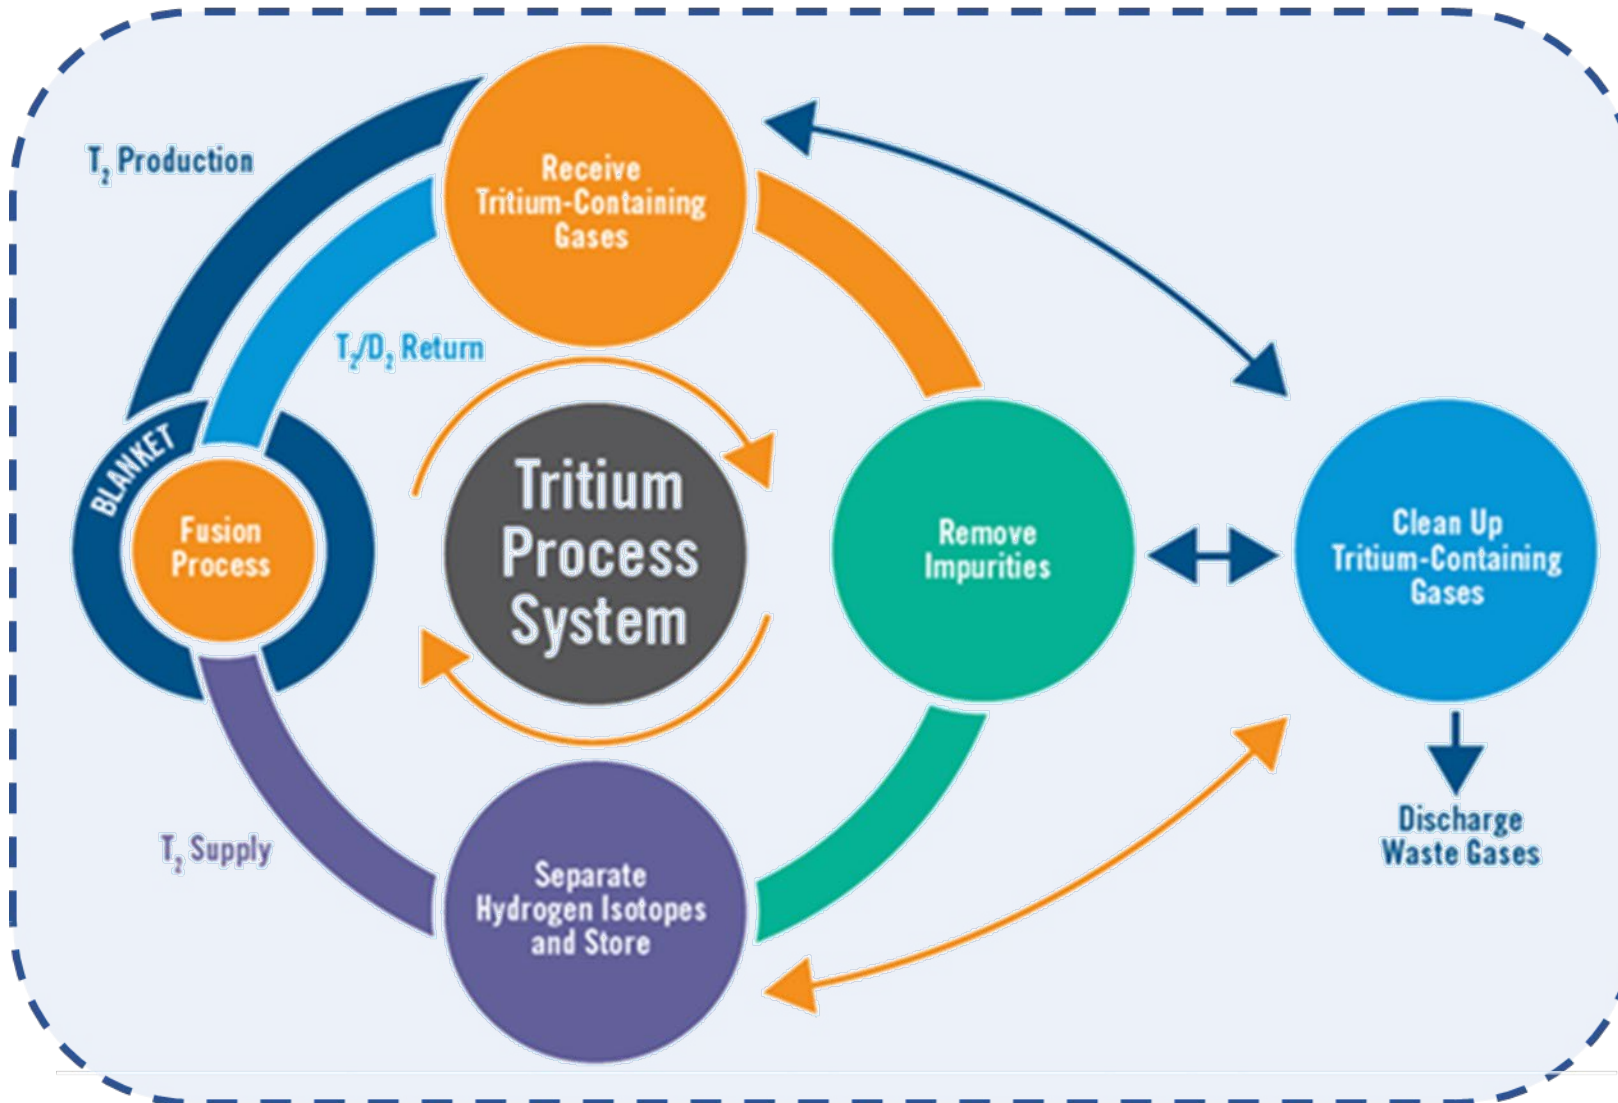 T₂ Production
Receive
Tritium-Containing
Gases
T₂/D₂ Return
BLANKET
Fusion
Process
Tritium
Process
System
Remove
Impurities
Clean Up
Tritium-Containing
Gases
T₂ Supply
Separate
Hydrogen Isotopes
and Store
Discharge
Waste Gases